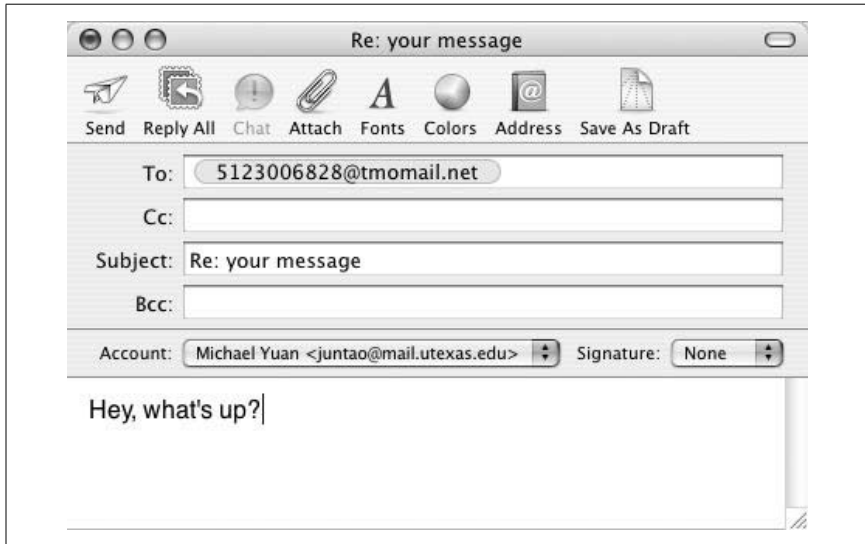 Re: your message
Send Reply All Chat Attach Fonts Colors Address Save As Draft
To: 5123006828@tmomail.net
Cc:
Subject: Re: your message
Bcc:
Account: Michael Yuan <juntao@mail.utexas.edu> Signature: None
Hey, what's up?